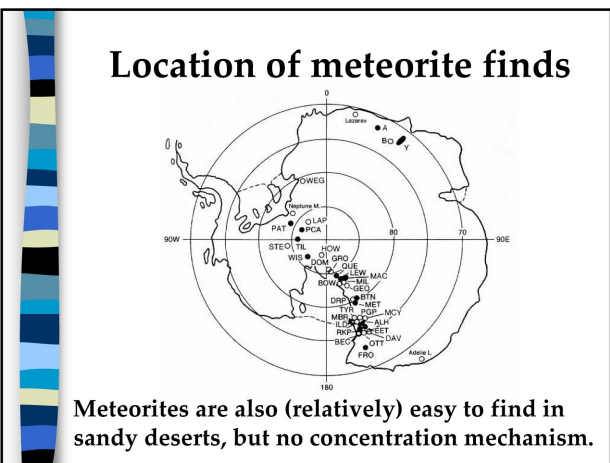 Location of meteorite finds
0
Lazarev
A
B
Y
WEG
Neptune M.
LAP
PAT
PCA
90W
80
70
90E
STE
TIL
HOW
WIS
DOM
GRO
QUE
LEW
MAC
BOW
MIL
GEO
DRP
BTN
MET
TYR
PGP
MCY
MBR
ALH
ILD
EET
RKP
DAV
BEC
OTT
FRO
Adelie L.
180
Meteorites are also (relatively) easy to find in
sandy deserts, but no concentration mechanism.